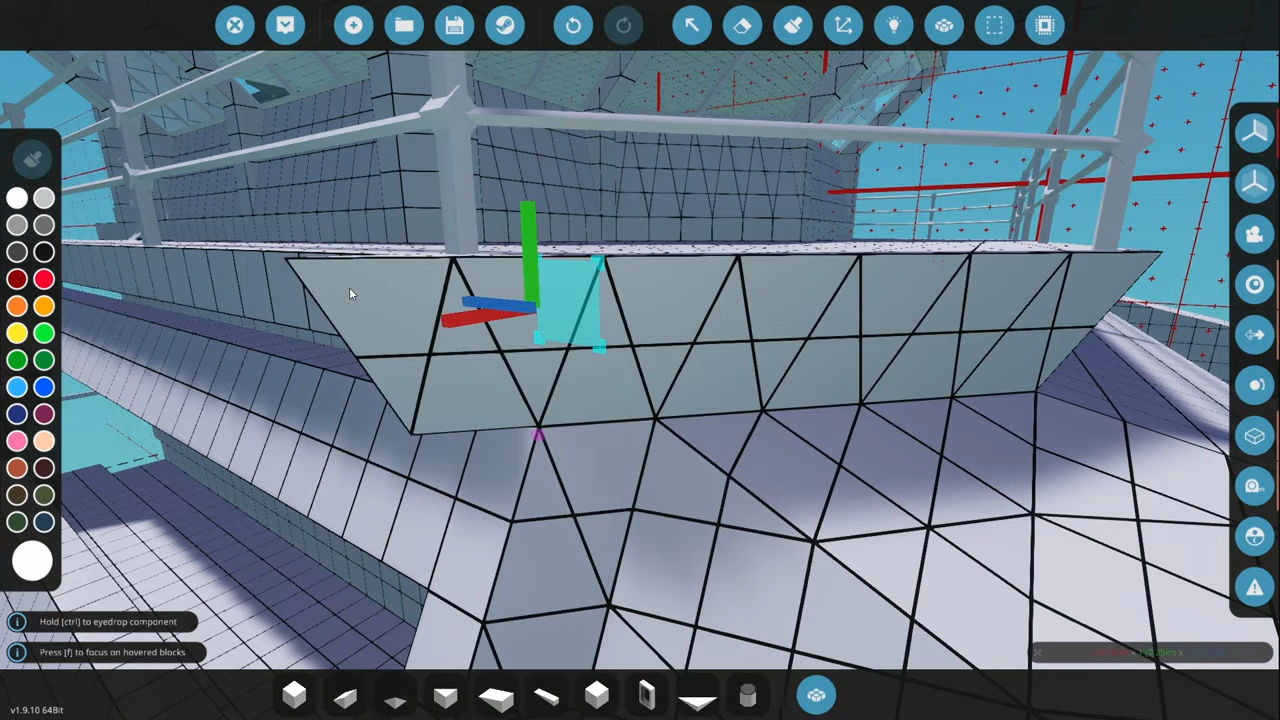 Hold [ctrl] to eyedrop component
Press [f] to focus on hovered blocks
v1.9.10 64Bit